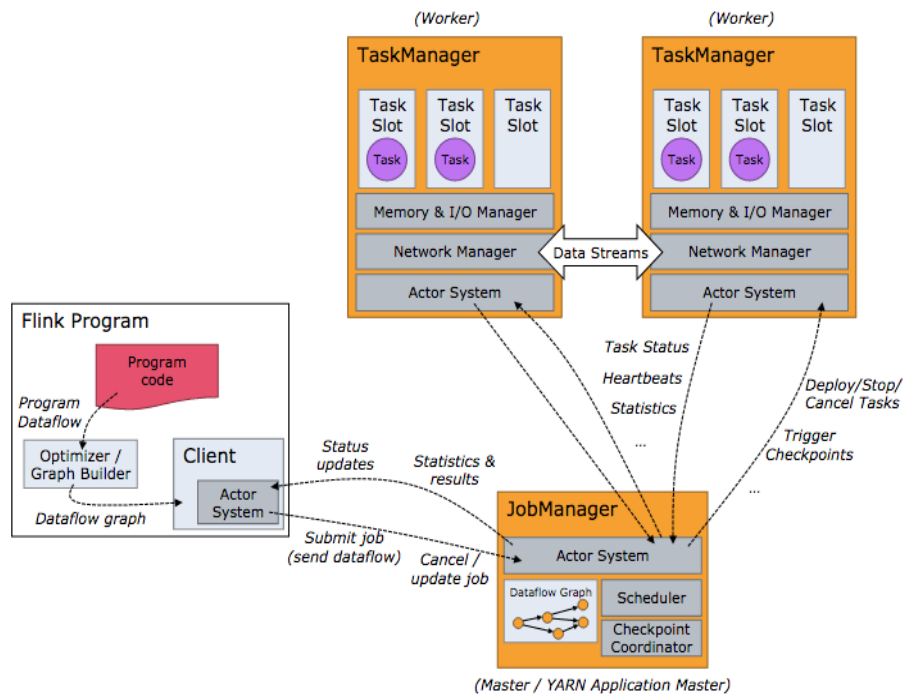 (Worker)
(Worker)
TaskManager
TaskManager
Task
Slot
Task
Task
Slot
Task
Task
Slot
Task
Slot
Task
Task
Slot
Task
Task
Slot
Memory & I/O Manager
Memory & I/O Manager
Network Manager
Data Streams
Network Manager
Actor System
Actor System
Flink Program
Program
code
Program
Dataflow
Optimizer /
Graph Builder
Dataflow graph
Client
Actor
System
Status
updates
Statistics &
results
Submit job
(send dataflow)
Cancel /
update job
Task Status
Heartbeats
Statistics
...
Deploy/Stop/
Cancel Tasks
Trigger
Checkpoints
...
JobManager
Actor System
Dataflow Graph
Scheduler
Checkpoint
Coordinator
(Master / YARN Application Master)